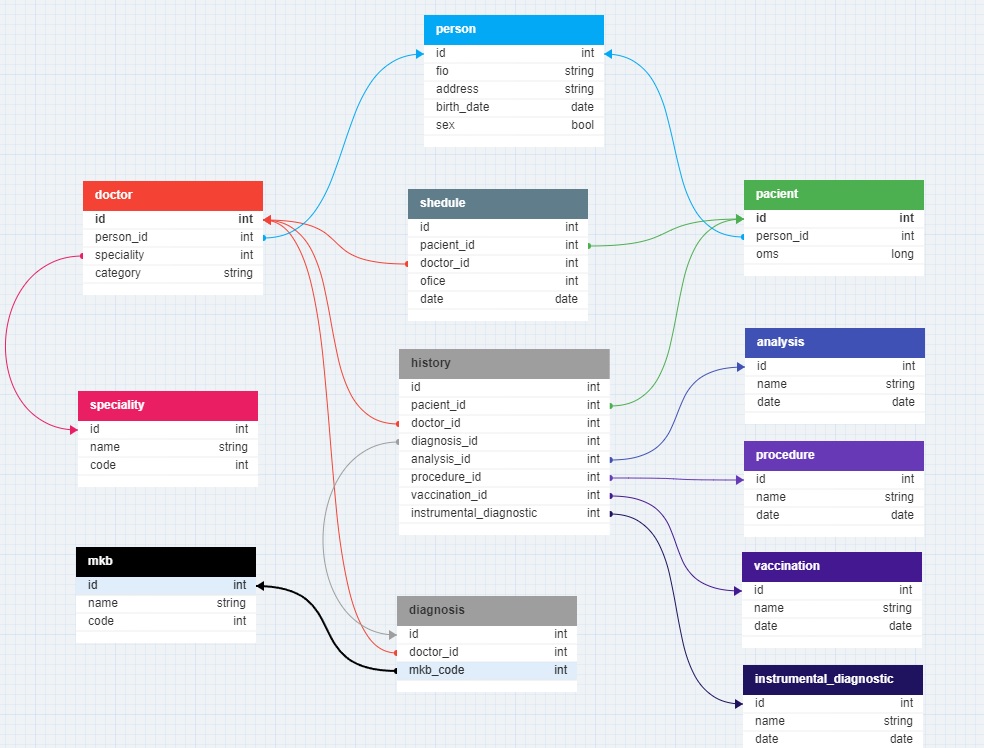 person
id int
fio string
address string
birth_date date
sex bool
doctor
id int
person_id int
speciality int
category string
shedule
id int
pacient_id int
doctor_id int
ofice int
date date
pacient
id int
person_id int
oms long
history
id int
pacient_id int
doctor_id int
diagnosis_id int
analysis_id int
procedure_id int
vaccination_id int
instrumental_diagnostic int
analysis
id int
name string
date date
speciality
id int
name string
code int
procedure
id int
name string
date date
mkb
id int
name string
code int
vaccination
id int
name string
date date
diagnosis
id int
doctor_id int
mkb_code int
instrumental_diagnostic
id int
name string
date date